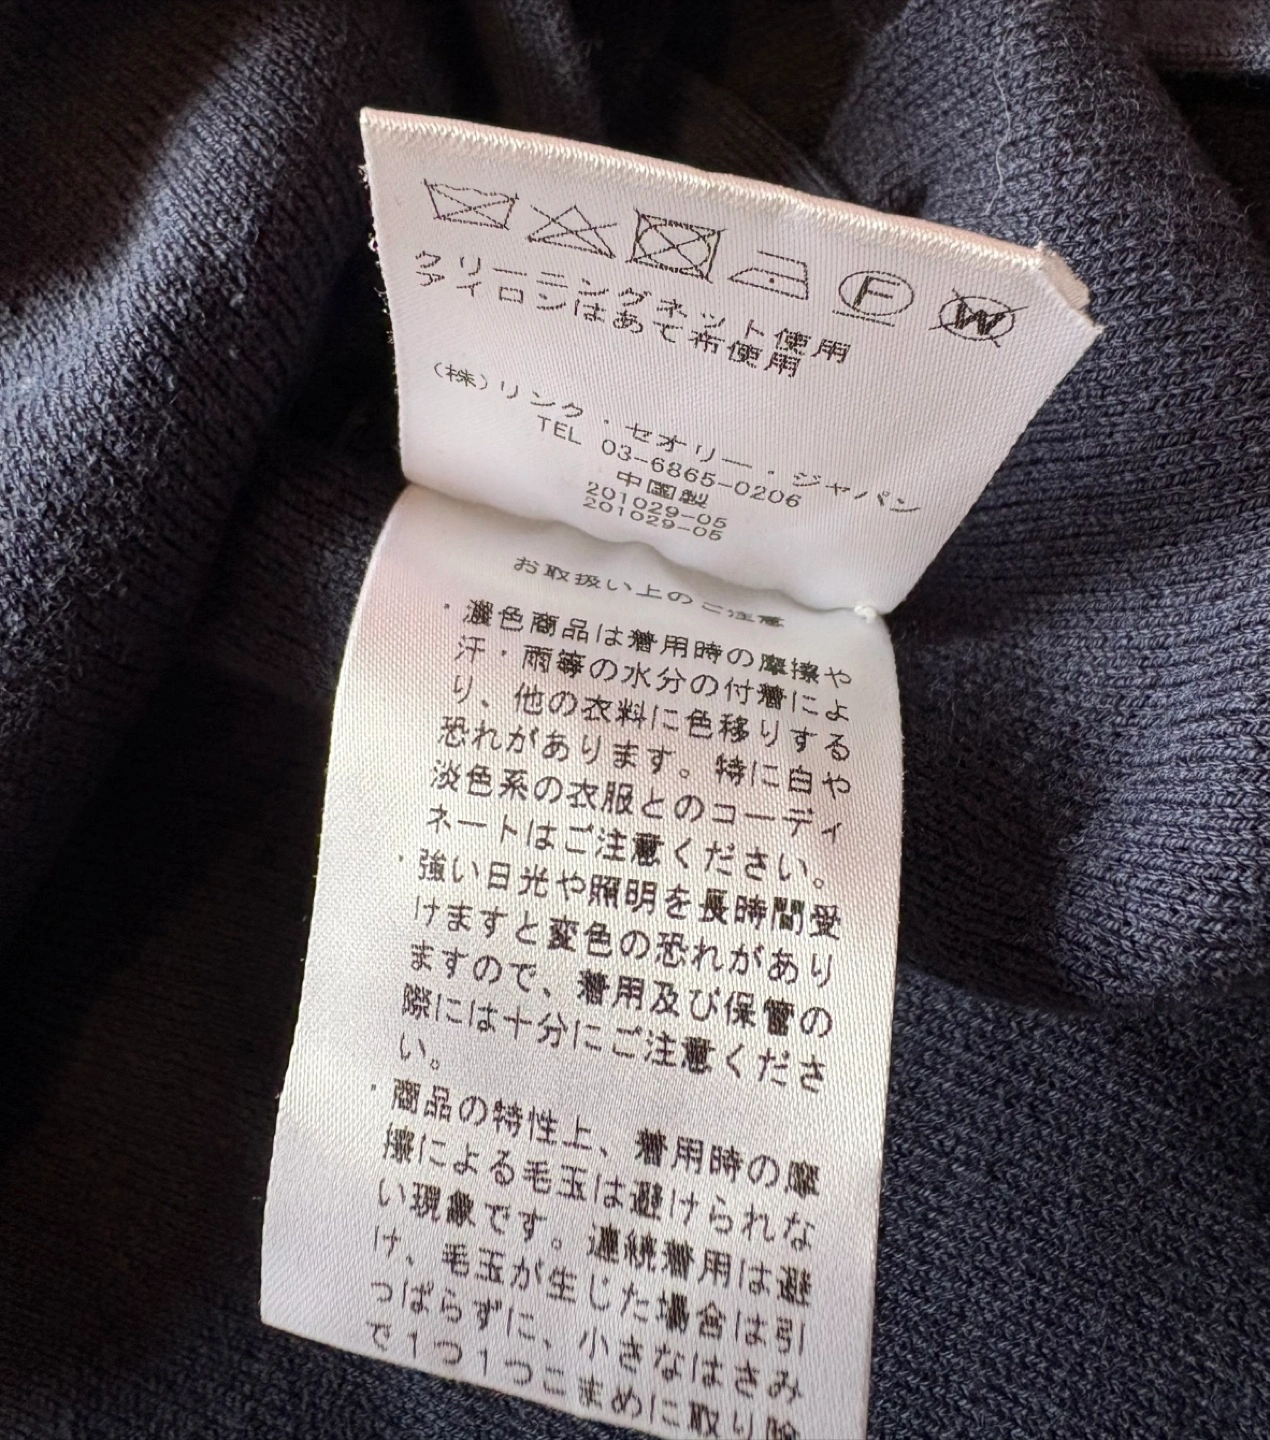 F W
クリーニングネット使用
アイロンはあて布使用
(株)リンク・セオリー・ジャパン
TEL 03-6865-0206
中国製
201029-05
201029-05
お取扱い上のご注意
・濃色商品は着用時の摩擦や
汗・雨等の水分の付着によ
り、他の衣料に色移りする
恐れがあります。特に白や
淡色系の衣服とのコーディ
ネートはご注意ください。
・強い日光や照明を長時間受
けますと変色の恐れがあり
ますので、着用及び保管の
際には十分にご注意くださ
い。
・商品の特性上、着用時の摩
擦による毛玉は避けられな
い現象です。連続着用は避
け、毛玉が生じた場合は引
っぱらずに、小さなはさみ
で1つ1つこまめに取り除